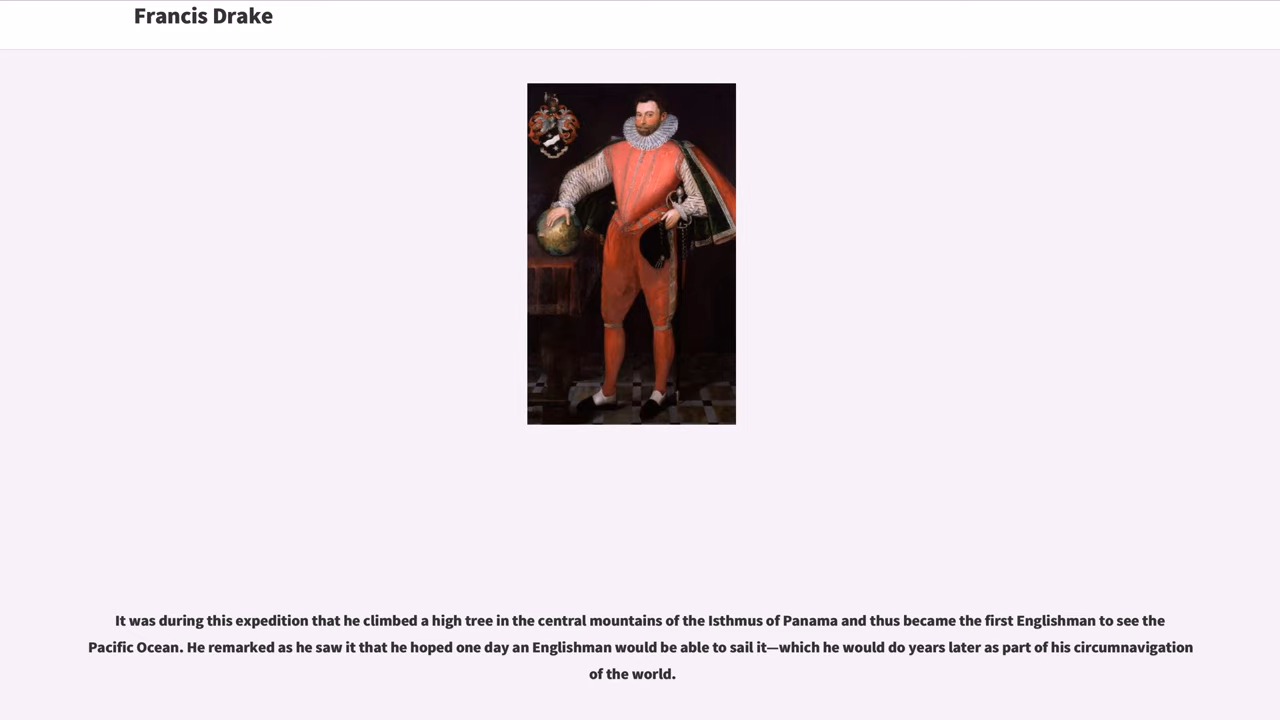 Francis Drake
It was during this expedition that he climbed a high tree in the central mountains of the Isthmus of Panama and thus became the first Englishman to see the
Pacific Ocean. He remarked as he saw it that he hoped one day an Englishman would be able to sail it—which he would do years later as part of his circumnavigation
of the world.